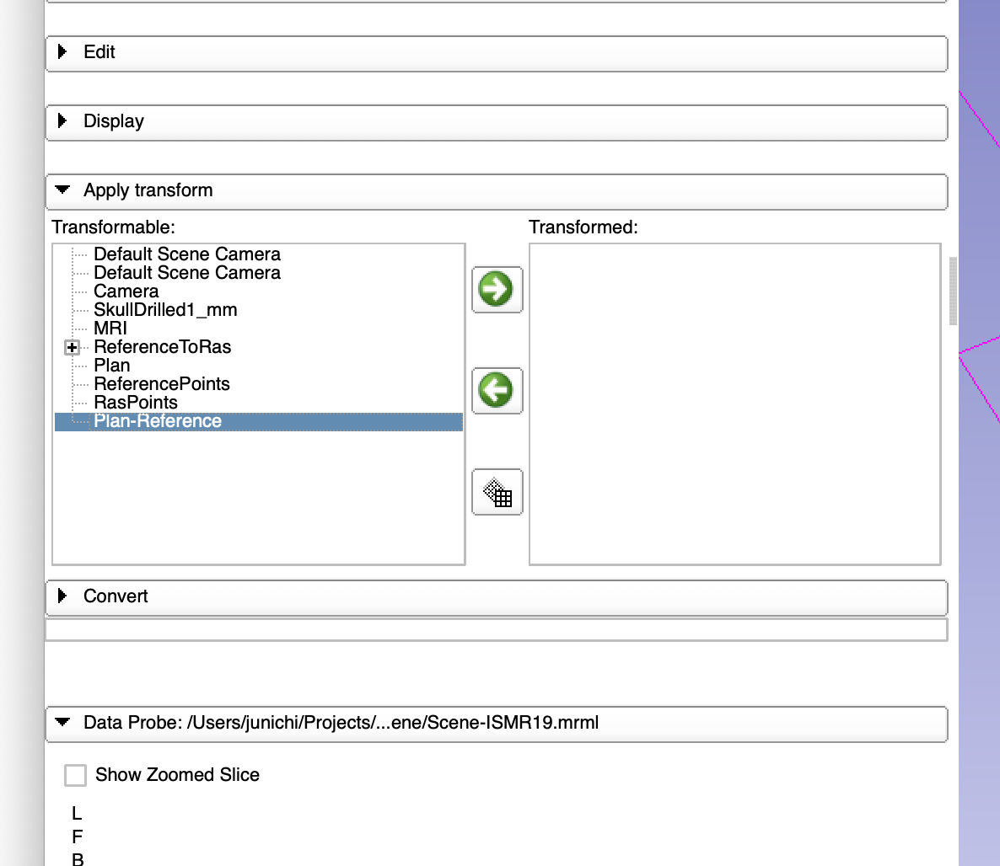 Edit
Display
Apply transform
Transformable:
Transformed:
Default Scene Camera
Default Scene Camera
Camera
SkullDrilled1_mm
MRI
ReferenceToRas
Plan
ReferencePoints
RasPoints
Plan-Reference
Convert
Data Probe: /Users/junichi/Projects/...ene/Scene-ISMR19.mrml
Show Zoomed Slice
L
F
B